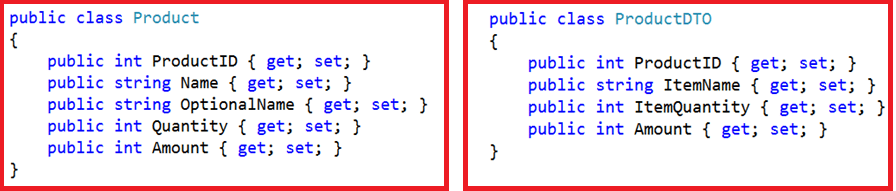 public class Product
{
    public int ProductID { get; set; }
    public string Name { get; set; }
    public string OptionalName { get; set; }
    public int Quantity { get; set; }
    public int Amount { get; set; }
}
public class ProductDTO
{
    public int ProductID { get; set; }
    public string ItemName { get; set; }
    public int ItemQuantity { get; set; }
    public int Amount { get; set; }
}